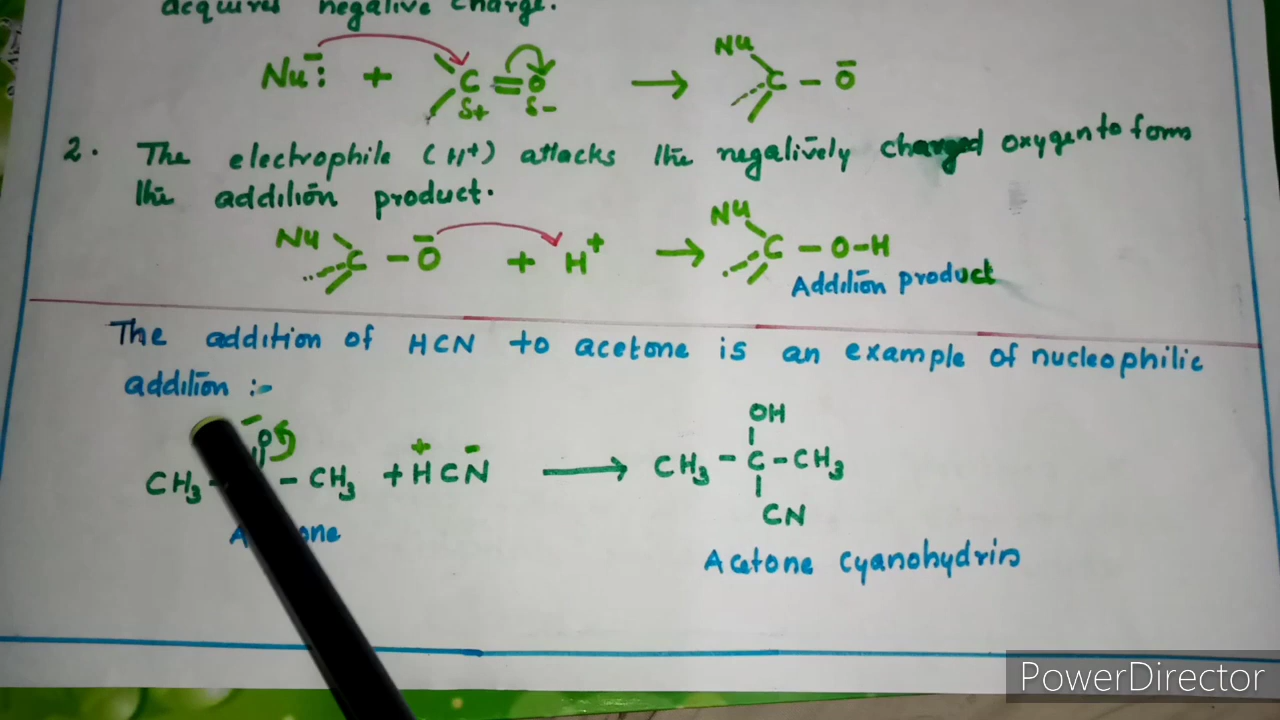 acquires negative charge.
Nu:⁻ + C = O → Nu C - O⁻
δ+ δ-
2. The electrophile (H+) attacks the negatively charged oxygen to form
the addition product.
Nu C - O⁻ + H+ → Nu C - O-H
Addition product
The addition of HCN to acetone is an example of nucleophilic
addition :-
OH
CH3 - CH3 + H+ CN⁻ → CH3 - C - CH3
CN
Acetone cyanohydrin
PowerDirector